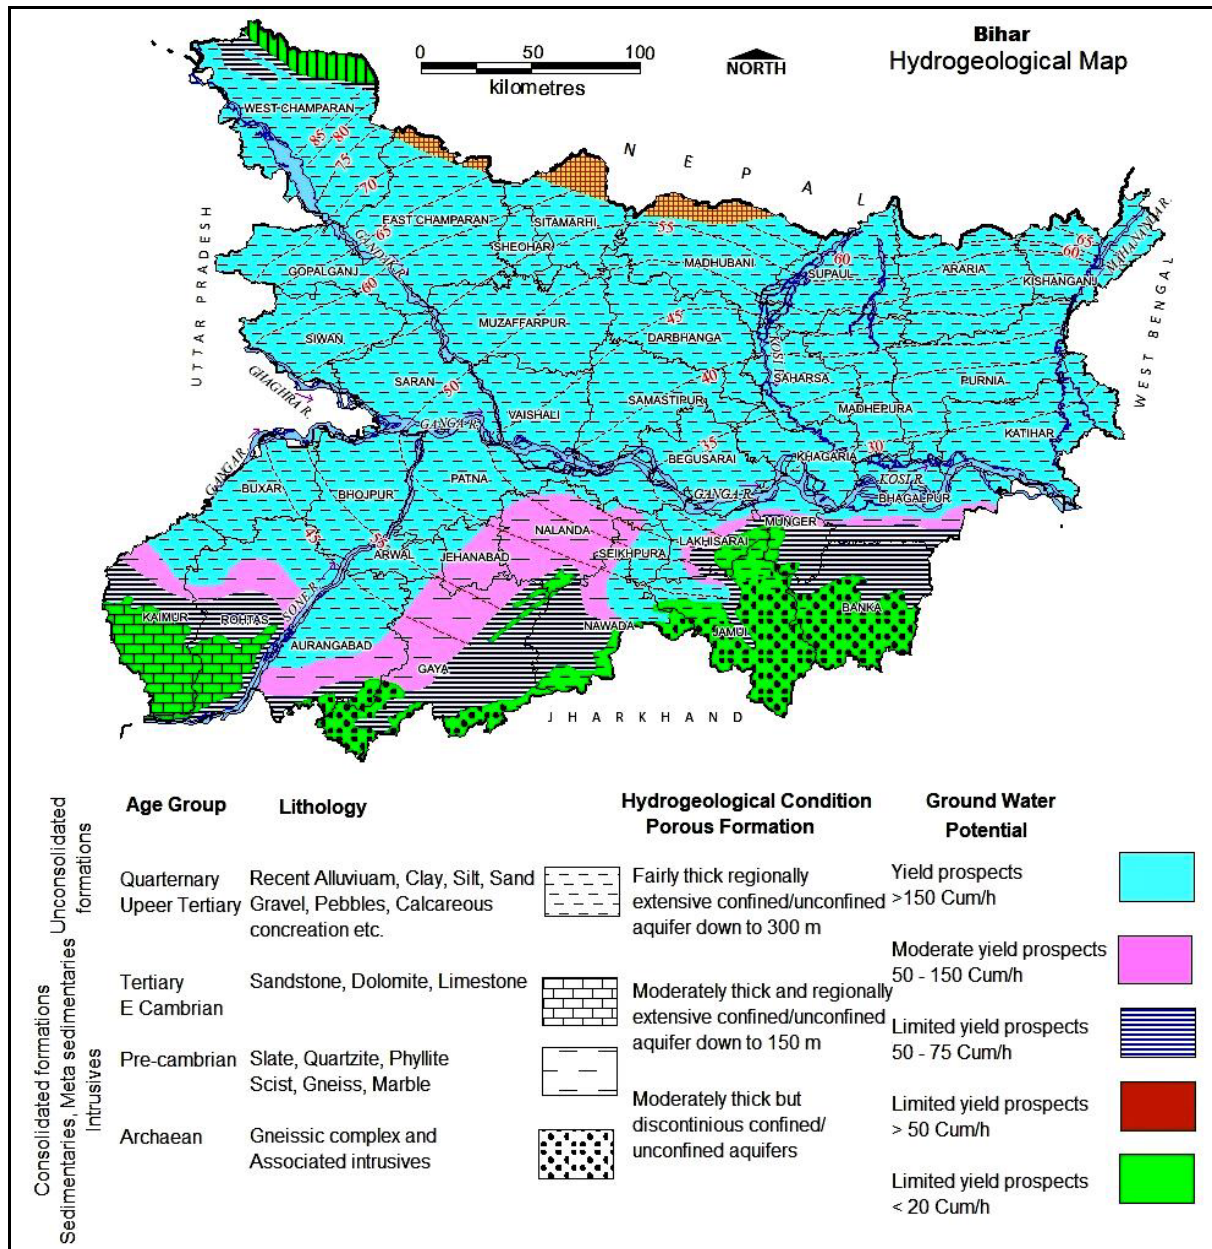 Bihar
Hydrogeological Map
0 50 100
kilometres
NORTH
NEPAL
UTTAR PRADESH
WEST BENGAL
JHARKHAND
WEST CHAMPARAN
85
80
75
70
EAST CHAMPARAN
65
SITAMARHI
SHEOHAR
55
MADHUBANI
60
SUPAUL
ARARIA
65
60
KISHANGANJ
MAHANADI R.
GANDAK R.
GOPALGANJ
60
MUZAFFARPUR
45
DARBHANGA
KOSI R.
SIWAN
GHAGHRA R.
SARAN
50
VAISHALI
SAMASTIPUR
40
SAHARSA
PURNIA
MADHEPURA
KATIHAR
GANGA R.
GANGA R.
35
BEGUSARAI
30
KHAGARIA
KOSI R.
BHAGALPUR
GANGA R.
BUXAR
BHOJPUR
PATNA
45
55
ARWAL
JEHANABAD
NALANDA
SEIKHPURA
LAKHISARAI
MUNGER
KAIMUR
ROHTAS
SONE R.
AURANGABAD
GAYA
NAWADA
JAMUI
BANKA
Age Group
Lithology
Hydrogeological Condition
Porous Formation
Ground Water
Potential
Unconsolidated
formations
Quarternary
Upeer Tertiary
Recent Alluviuam, Clay, Silt, Sand
Gravel, Pebbles, Calcareous
concreation etc.
Fairly thick regionally
extensive confined/unconfined
aquifer down to 300 m
Yield prospects
>150 Cum/h
Moderate yield prospects
50 - 150 Cum/h
Consolidated formations
Sedimentaries, Meta sedimentaries
Intrusives
Tertiary
E Cambrian
Sandstone, Dolomite, Limestone
Moderately thick and regionally
extensive confined/unconfined
aquifer down to 150 m
Limited yield prospects
50 - 75 Cum/h
Pre-cambrian
Slate, Quartzite, Phyllite
Scist, Gneiss, Marble
Moderately thick but
discontinious confined/
unconfined aquifers
Limited yield prospects
> 50 Cum/h
Archaean
Gneissic complex and
Associated intrusives
Limited yield prospects
< 20 Cum/h